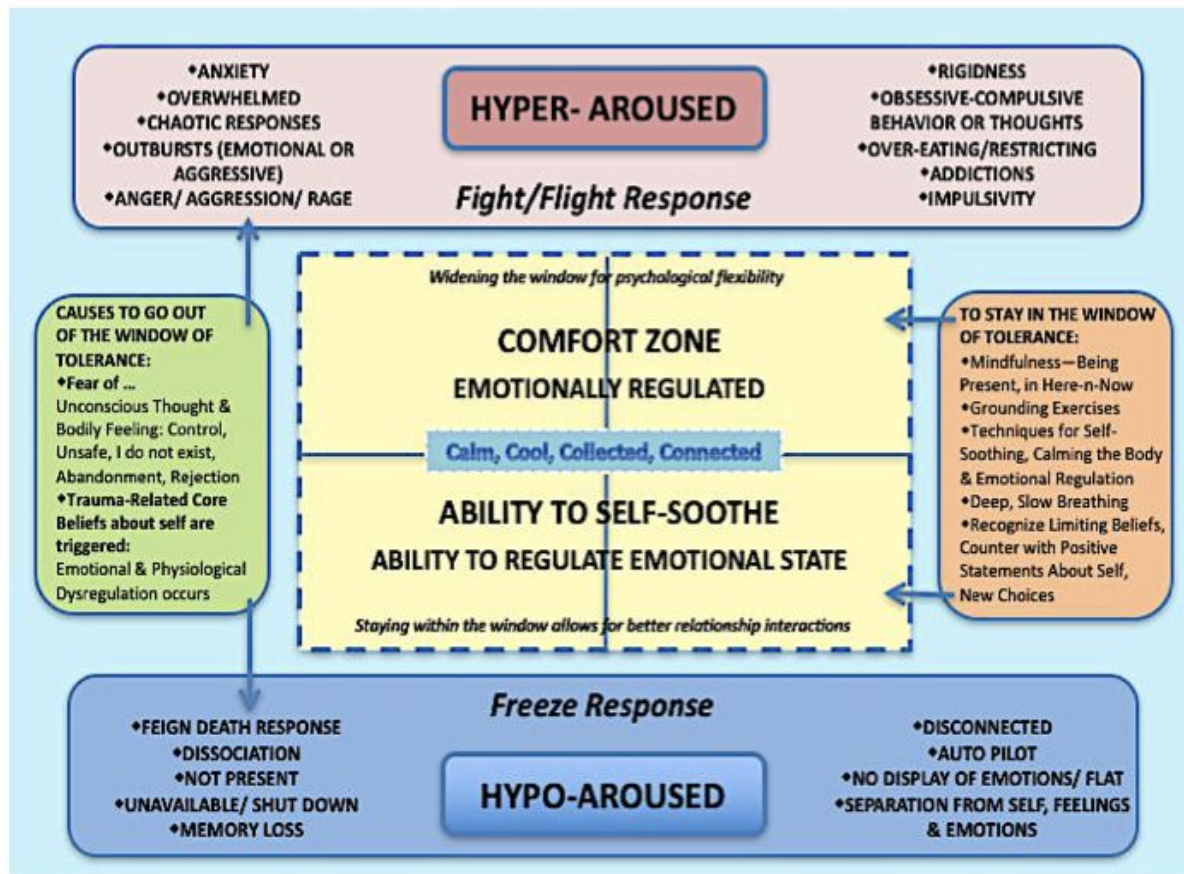 ◆ANXIETY
◆OVERWHELMED
◆CHAOTIC RESPONSES
◆OUTBURSTS (EMOTIONAL OR
AGGRESSIVE)
◆ANGER/ AGGRESSION/ RAGE
HYPER- AROUSED
Fight/Flight Response
◆RIGIDNESS
◆OBSESSIVE-COMPULSIVE
BEHAVIOR OR THOUGHTS
◆OVER-EATING/RESTRICTING
◆ADDICTIONS
◆IMPULSIVITY
CAUSES TO GO OUT
OF THE WINDOW OF
TOLERANCE:
◆Fear of ...
Unconscious Thought &
Bodily Feeling: Control,
Unsafe, I do not exist,
Abandonment, Rejection
◆Trauma-Related Core
Beliefs about self are
triggered:
Emotional & Physiological
Dysregulation occurs
Widening the window for psychological flexibility
COMFORT ZONE
EMOTIONALLY REGULATED
Calm, Cool, Collected, Connected
ABILITY TO SELF-SOOTHE
ABILITY TO REGULATE EMOTIONAL STATE
Staying within the window allows for better relationship interactions
TO STAY IN THE WINDOW
OF TOLERANCE:
◆Mindfulness—Being
Present, in Here-n-Now
◆Grounding Exercises
◆Techniques for Self-
Soothing, Calming the Body
& Emotional Regulation
◆Deep, Slow Breathing
◆Recognize Limiting Beliefs,
Counter with Positive
Statements About Self,
New Choices
◆FEIGN DEATH RESPONSE
◆DISSOCIATION
◆NOT PRESENT
◆UNAVAILABLE/ SHUT DOWN
◆MEMORY LOSS
Freeze Response
HYPO-AROUSED
◆DISCONNECTED
◆AUTO PILOT
◆NO DISPLAY OF EMOTIONS/ FLAT
◆SEPARATION FROM SELF, FEELINGS
& EMOTIONS